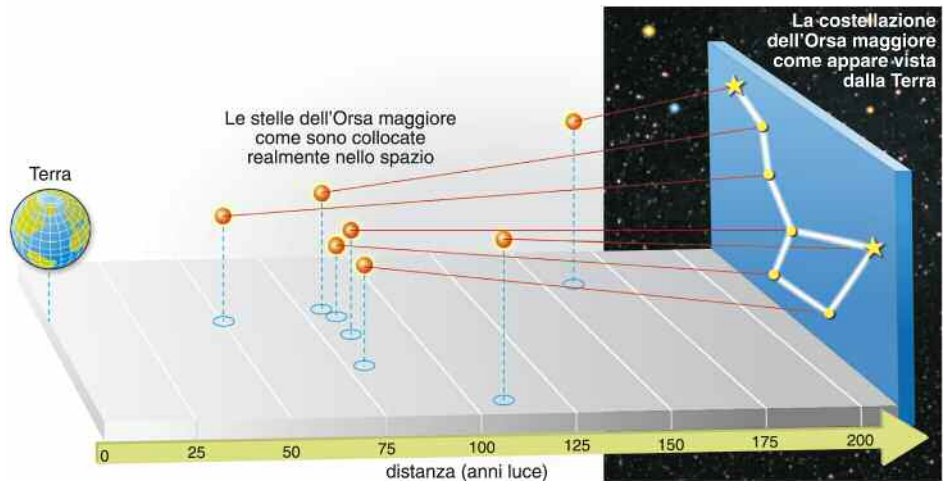 La costellazione
dell'Orsa maggiore
come appare vista
dalla Terra
Le stelle dell'Orsa maggiore
come sono collocate
realmente nello spazio
Terra
0 25 50 75 100 125 150 175 200
distanza (anni luce)